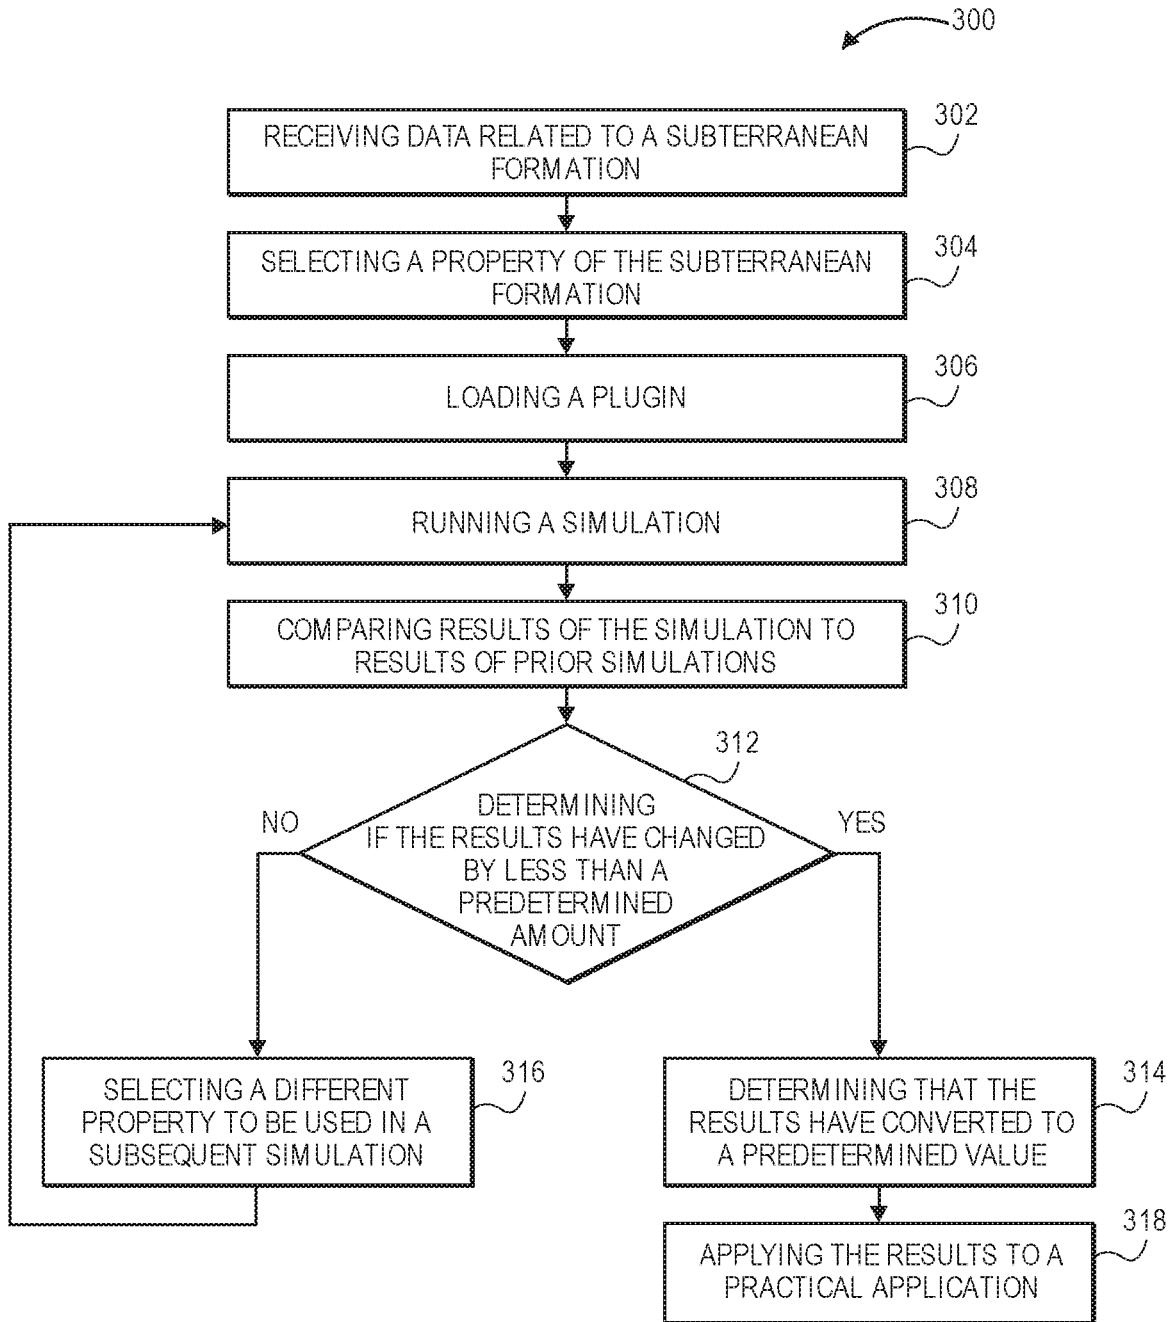 300
302
RECEIVING DATA RELATED TO A SUBTERRANEAN
FORMATION
304
SELECTING A PROPERTY OF THE SUBTERRANEAN
FORMATION
306
LOADING A PLUGIN
308
RUNNING A SIMULATION
310
COMPARING RESULTS OF THE SIMULATION TO
RESULTS OF PRIOR SIMULATIONS
312
NO
YES
DETERMINING
IF THE RESULTS HAVE CHANGED
BY LESS THAN A
PREDETERMINED
AMOUNT
316
SELECTING A DIFFERENT
PROPERTY TO BE USED IN A
SUBSEQUENT SIMULATION
314
DETERMINING THAT THE
RESULTS HAVE CONVERTED TO
A PREDETERMINED VALUE
318
APPLYING THE RESULTS TO A
PRACTICAL APPLICATION